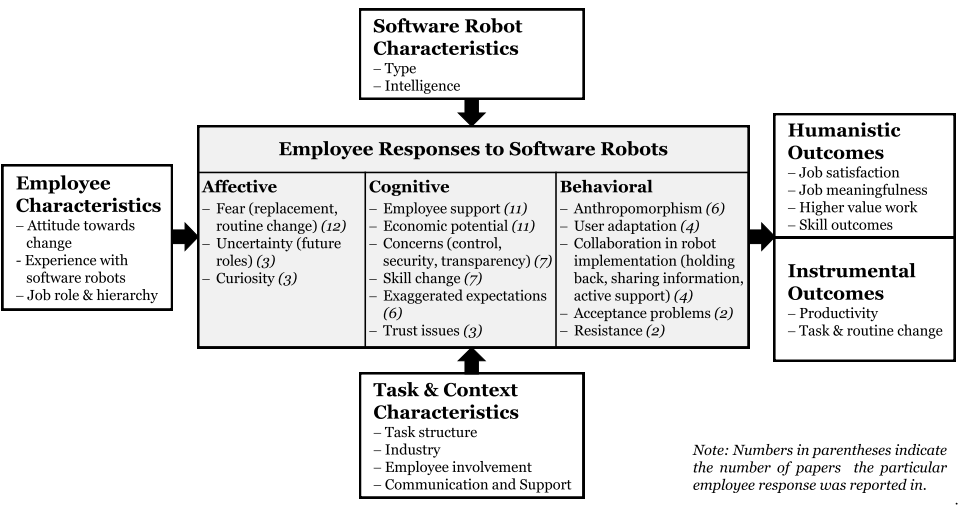 Software Robot
Characteristics
– Type
– Intelligence
Employee
Characteristics
– Attitude towards
change
- Experience with
software robots
– Job role & hierarchy
Employee Responses to Software Robots
Affective
– Fear (replacement,
routine change) (12)
– Uncertainty (future
roles) (3)
– Curiosity (3)
Cognitive
– Employee support (11)
– Economic potential (11)
– Concerns (control,
security, transparency) (7)
– Skill change (7)
– Exaggerated expectations
(6)
– Trust issues (3)
Behavioral
– Anthropomorphism (6)
– User adaptation (4)
– Collaboration in robot
implementation (holding
back, sharing information,
active support) (4)
– Acceptance problems (2)
– Resistance (2)
Humanistic
Outcomes
– Job satisfaction
– Job meaningfulness
– Higher value work
– Skill outcomes
Instrumental
Outcomes
– Productivity
– Task & routine change
Task & Context
Characteristics
– Task structure
– Industry
– Employee involvement
– Communication and Support
Note: Numbers in parentheses indicate
the number of papers the particular
employee response was reported in.
.